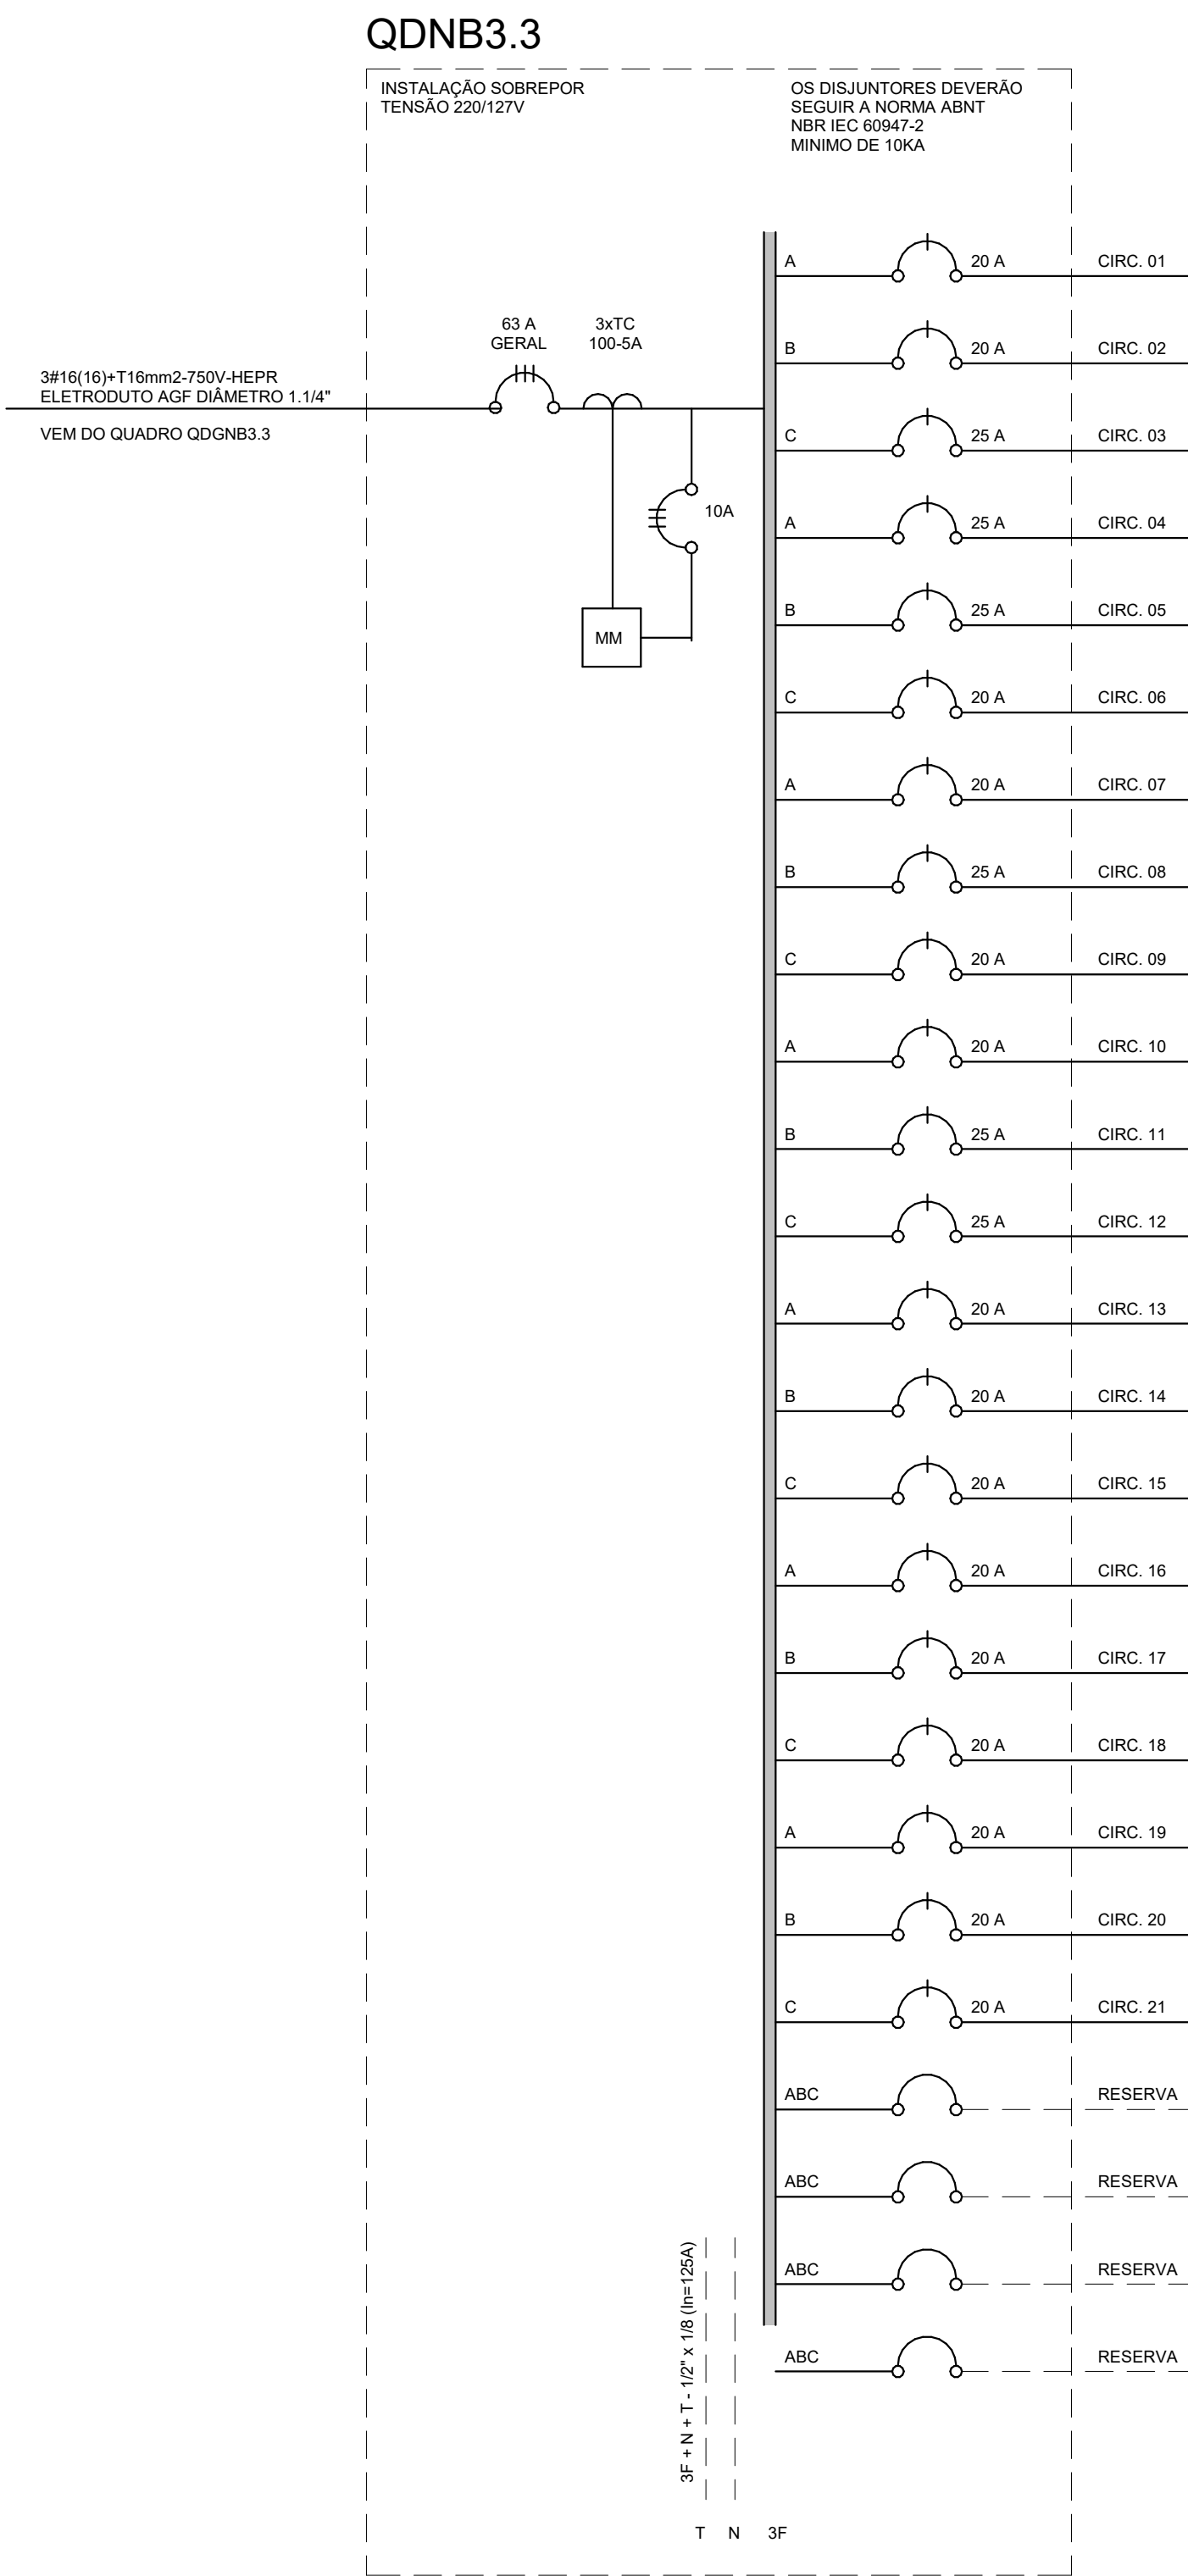 QDNB3.3
INSTALAÇÃO SOBREPOR
TENSÃO 220/127V
OS DISJUNTORES DEVERÃO
SEGUIR A NORMA ABNT
NBR IEC 60947-2
MINIMO DE 10KA
3#16(16)+T16mm2-750V-HEPR
ELETRODUTO AGF DIÂMETRO 1.1/4"
VEM DO QUADRO QDGNB3.3
63 A
GERAL
3xTC
100-5A
10A
MM
A 20 A CIRC. 01
B 20 A CIRC. 02
C 25 A CIRC. 03
A 25 A CIRC. 04
B 25 A CIRC. 05
C 20 A CIRC. 06
A 20 A CIRC. 07
B 25 A CIRC. 08
C 20 A CIRC. 09
A 20 A CIRC. 10
B 25 A CIRC. 11
C 25 A CIRC. 12
A 20 A CIRC. 13
B 20 A CIRC. 14
C 20 A CIRC. 15
A 20 A CIRC. 16
B 20 A CIRC. 17
C 20 A CIRC. 18
A 20 A CIRC. 19
B 20 A CIRC. 20
C 20 A CIRC. 21
ABC RESERVA
ABC RESERVA
ABC RESERVA
ABC RESERVA
3F + N + T - 1/2" x 1/8 (In=125A)
T N 3F